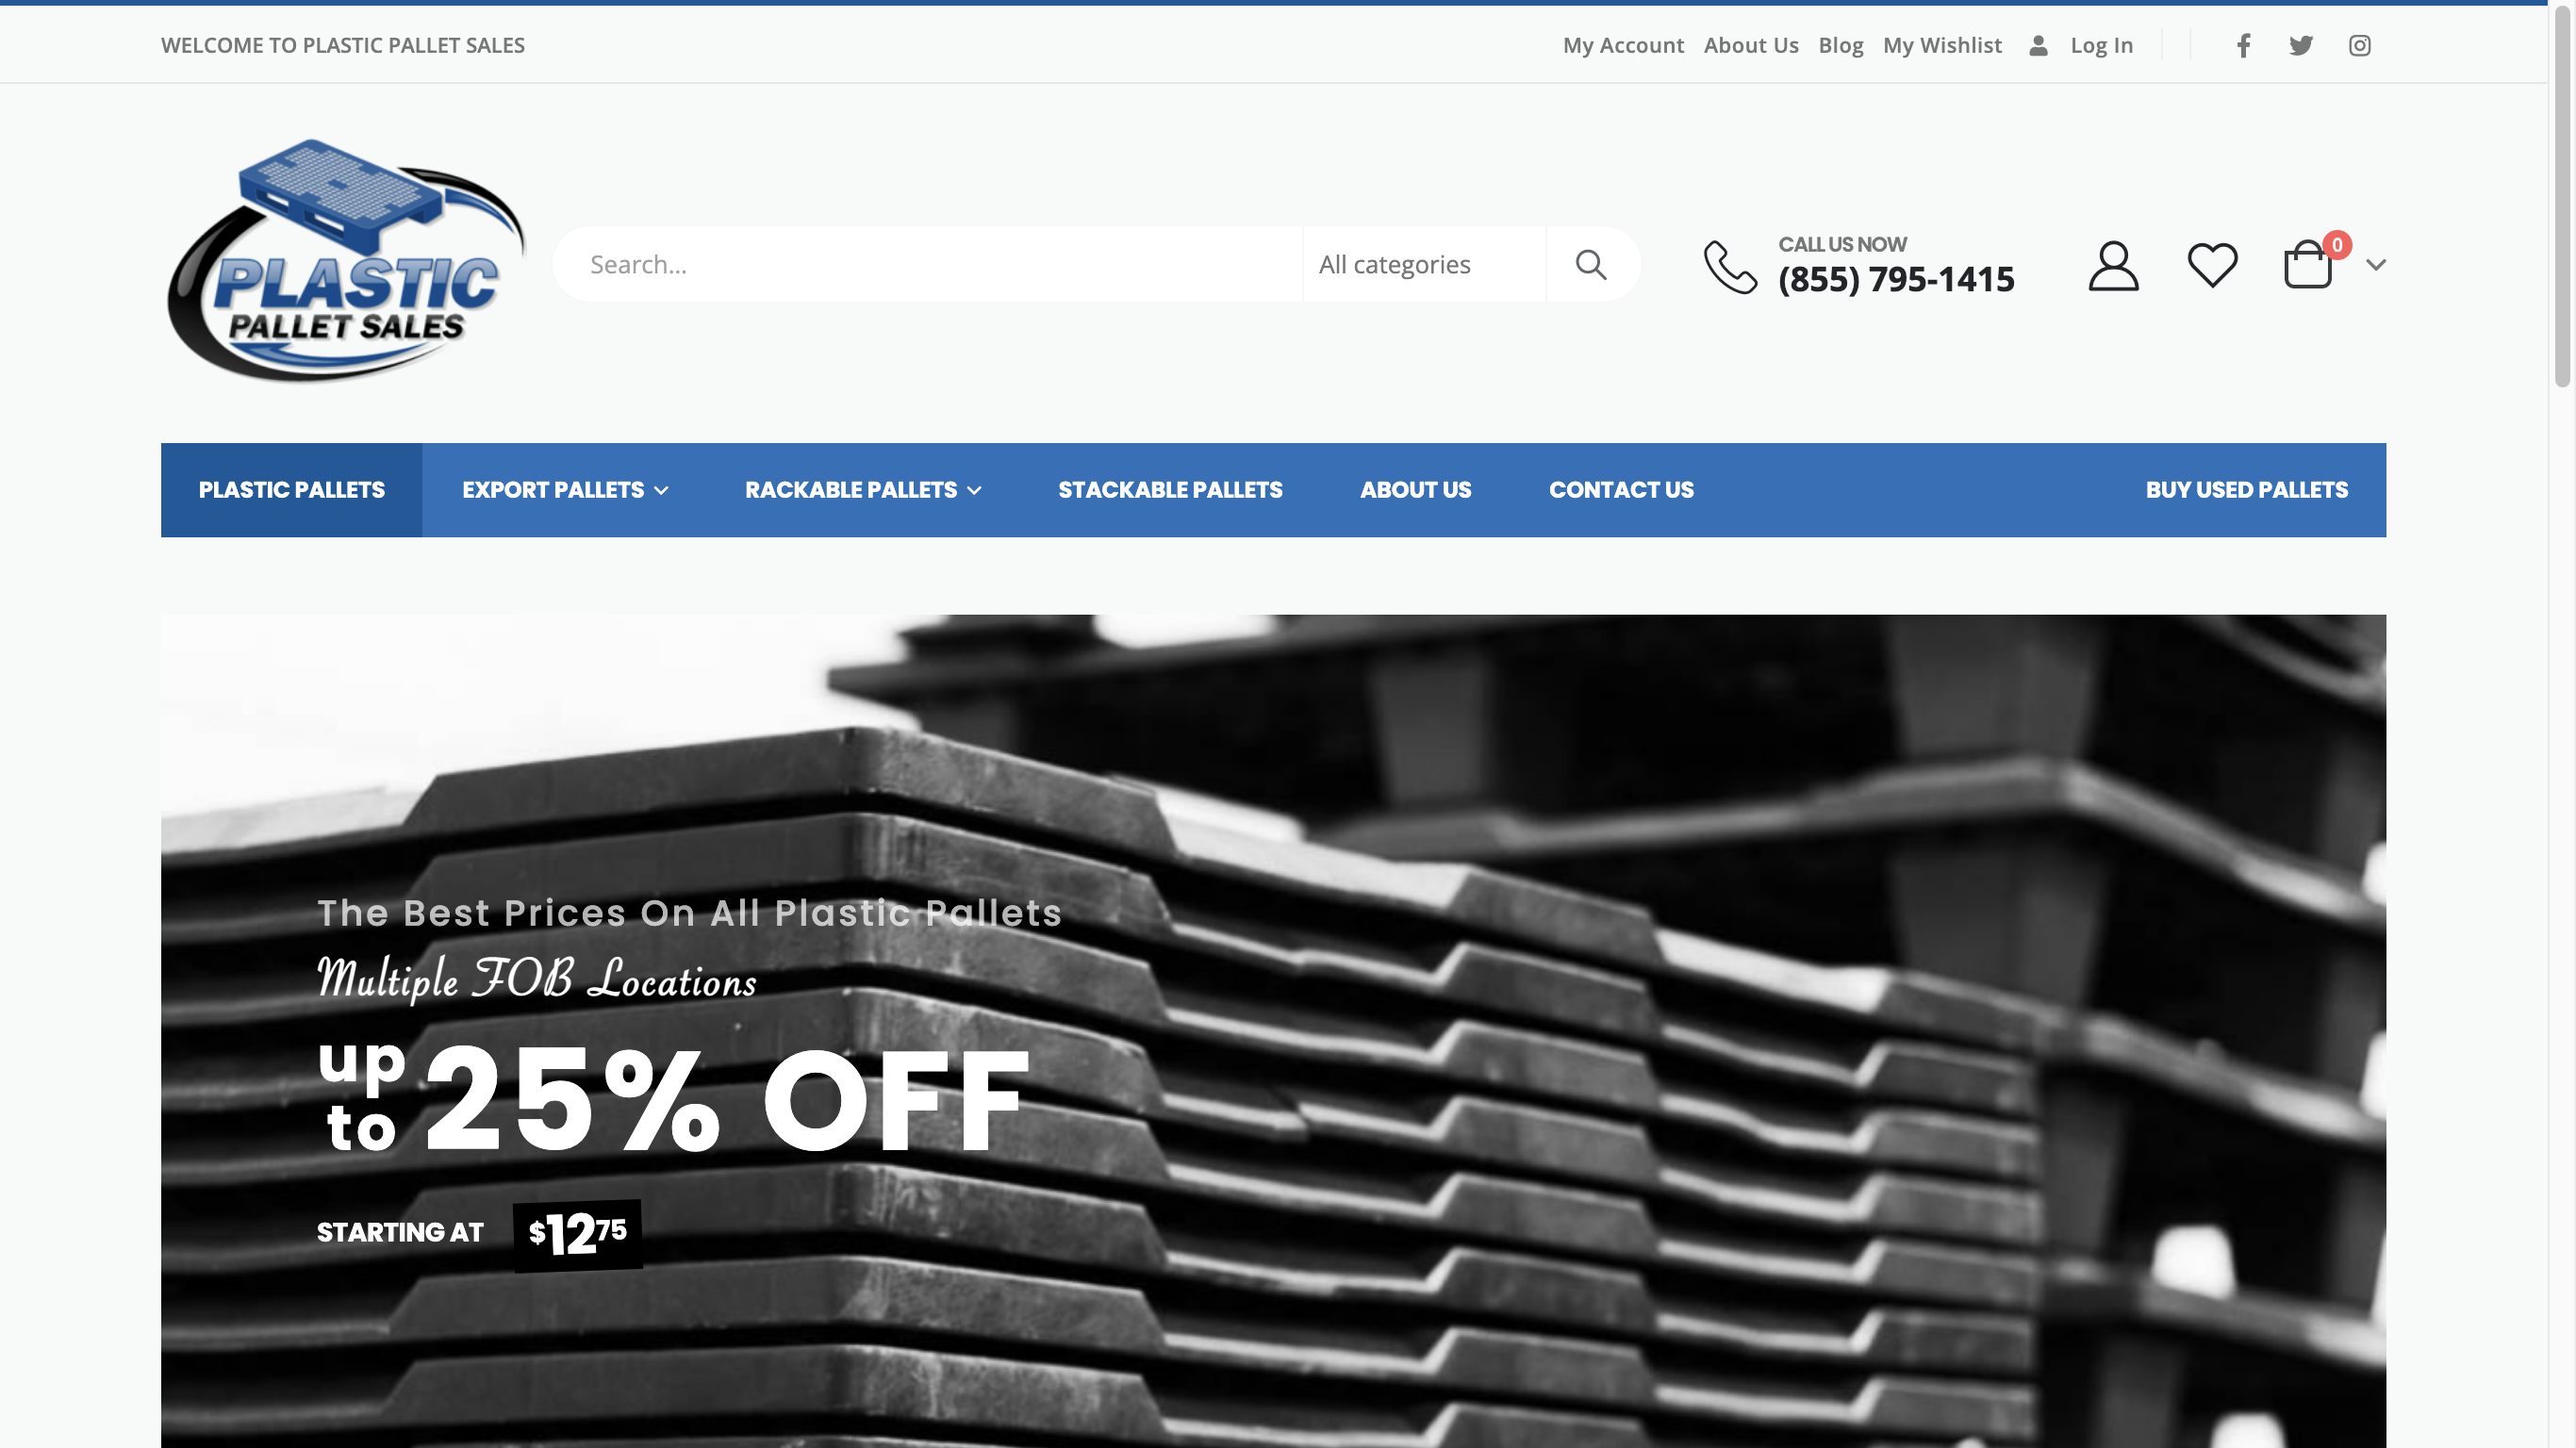 WELCOME TO PLASTIC PALLET SALES
My Account About Us Blog My Wishlist Log In
PLASTIC
PALLET SALES
Search...
All categories
CALL US NOW
(855) 795-1415
0
PLASTIC PALLETS EXPORT PALLETS RACKABLE PALLETS STACKABLE PALLETS ABOUT US CONTACT US BUY USED PALLETS
The Best Prices On All Plastic Pallets
Multiple FOB Locations
up to 25% OFF
STARTING AT $1275